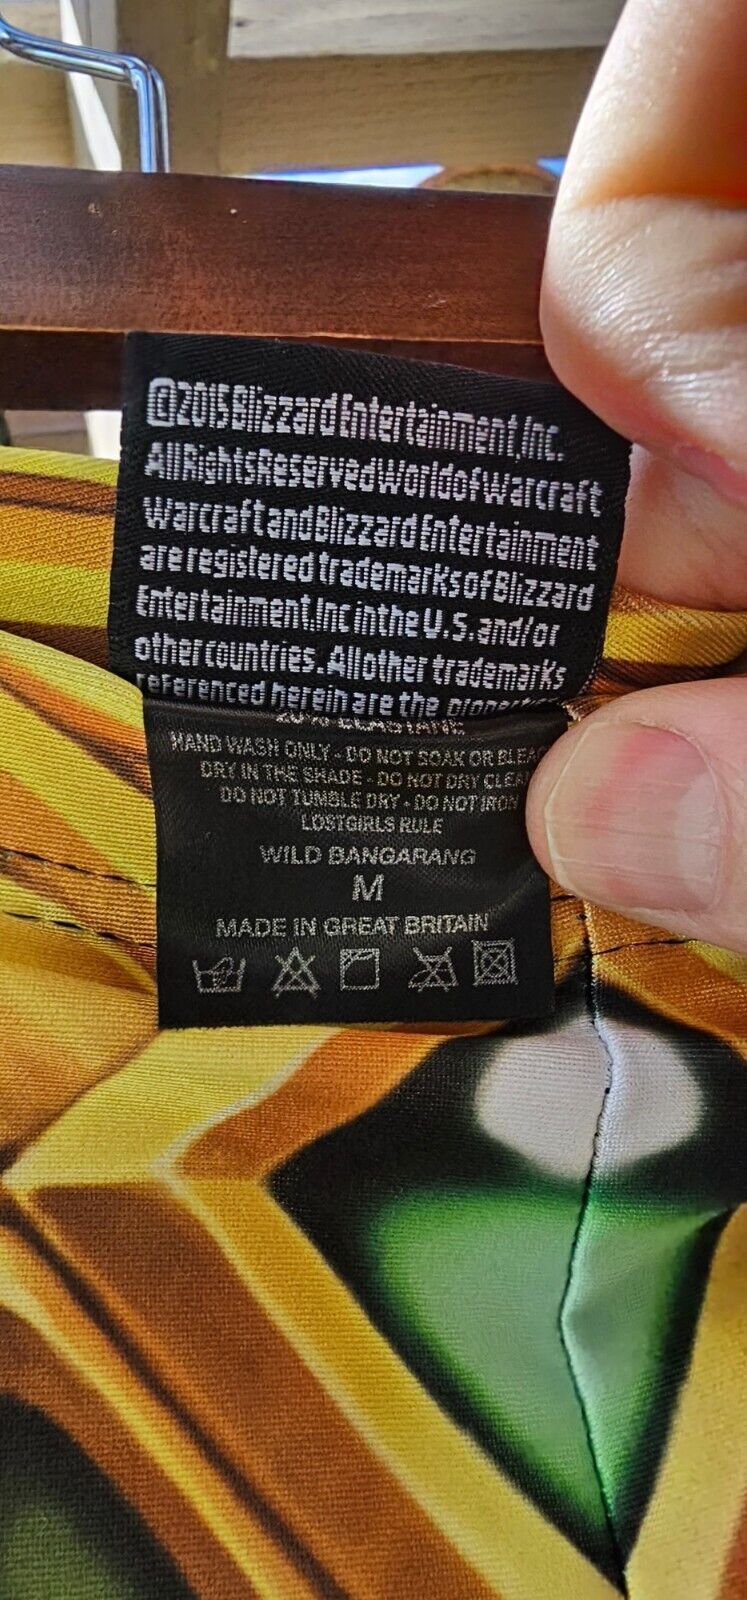 ©2015 Blizzard Entertainment, Inc.
All Rights Reserved World of Warcraft
Warcraft and Blizzard Entertainment
are registered trademarks of Blizzard
Entertainment, Inc in the U.S. and/or
other countries. All other trademarks
referenced herein are the
20% ELASTANE
HAND WASH ONLY - DO NOT SOAK OR
DRY IN THE SHADE - DO NOT DRY
DO NOT TUMBLE DRY - DO NOT IRON
LOSTGIRLS RULE
WILD BANGARANG
M
MADE IN GREAT BRITAIN